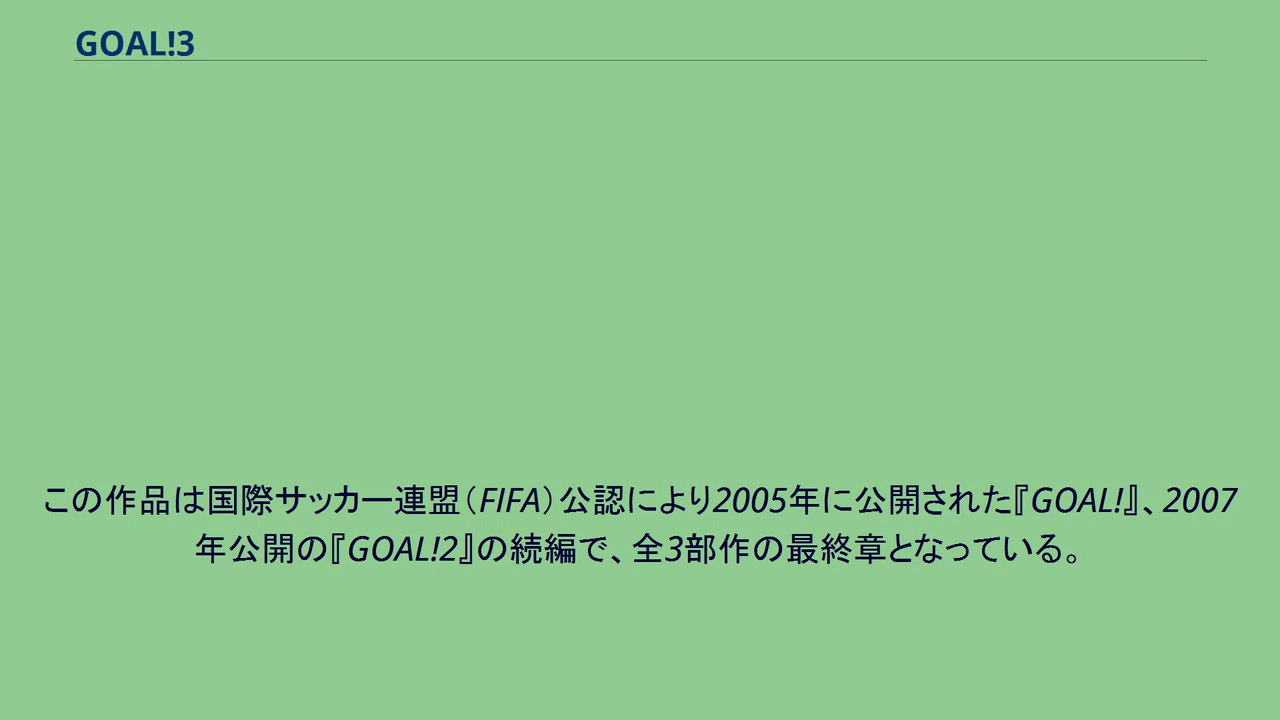 GOAL!3
この作品は国際サッカー連盟（FIFA）公認により2005年に公開された『GOAL!』、2007
年公開の『GOAL!2』の続編で、全3部作の最終章となっている。